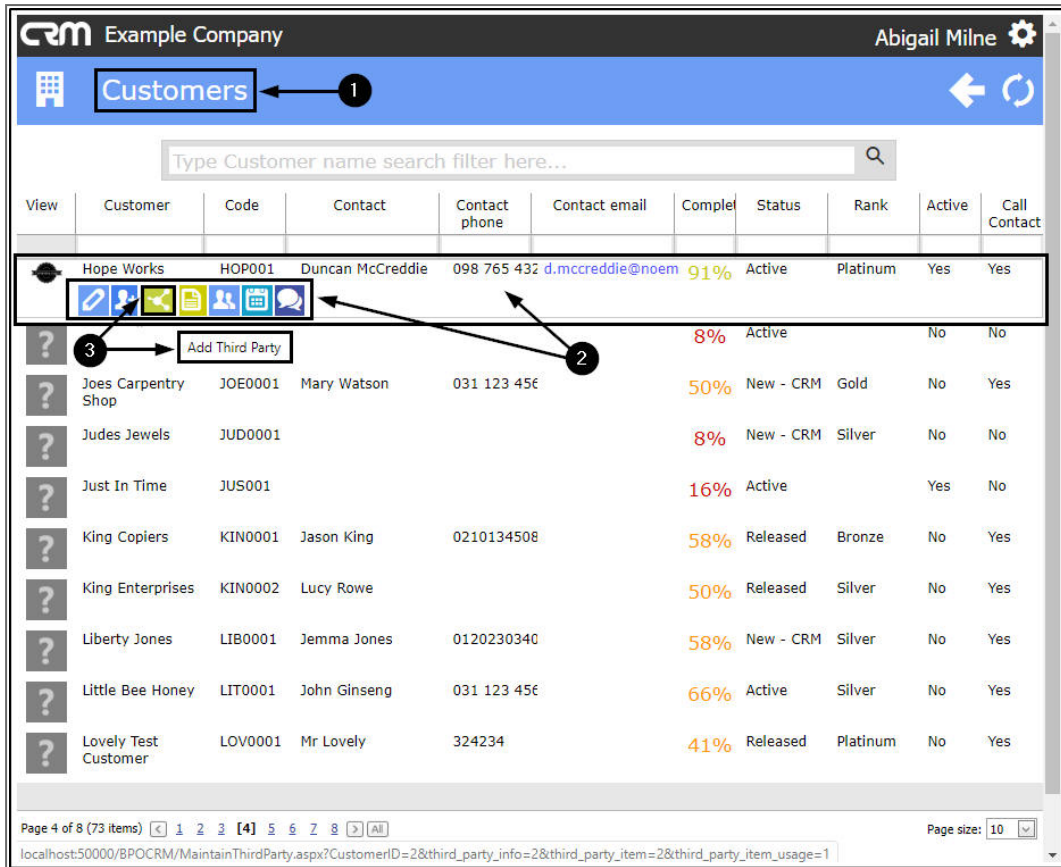 CRM Example Company Abigail Milne
Customers 1
Type Customer name search filter here...
View Customer Code Contact Contact phone Contact email Complet Status Rank Active Call Contact
Hope Works HOP001 Duncan McCreddie 098 765 432 d.mccreddie@noem 91% Active Platinum Yes Yes
2
? 8% Active No No
3 Add Third Party
? Joes Carpentry Shop JOE0001 Mary Watson 031 123 456 50% New - CRM Gold No Yes
? Judes Jewels JUD0001 8% New - CRM Silver No No
? Just In Time JUS001 16% Active Yes No
? King Copiers KIN0001 Jason King 0210134508 58% Released Bronze No Yes
? King Enterprises KIN0002 Lucy Rowe 50% Released Silver No Yes
? Liberty Jones LIB0001 Jemma Jones 0120230340 58% New - CRM Silver No Yes
? Little Bee Honey LIT0001 John Ginseng 031 123 456 66% Active Silver No Yes
? Lovely Test Customer LOV0001 Mr Lovely 324234 41% Released Platinum No Yes
Page 4 of 8 (73 items) < 1 2 3 [4] 5 6 7 8 > All Page size: 10
localhost:50000/BPOCRM/MaintainThirdParty.aspx?CustomerID=2&third_party_info=2&third_party_item=2&third_party_item_usage=1